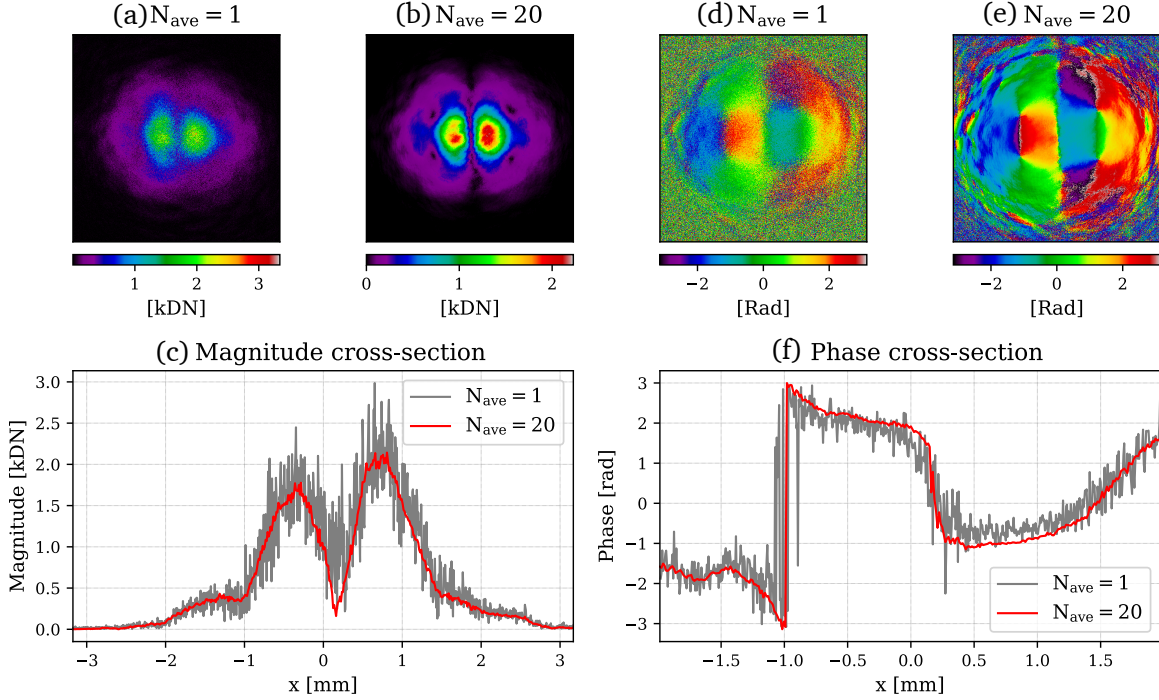 (a) N_ave = 1
(b) N_ave = 20
(d) N_ave = 1
(e) N_ave = 20
1 2 3
[kDN]
0 1 2
[kDN]
−2 0 2
[Rad]
−2 0 2
[Rad]
(c) Magnitude cross-section
3.0
2.5
2.0
1.5
1.0
0.5
0.0
Magnitude [kDN]
N_ave = 1
N_ave = 20
−3 −2 −1 0 1 2 3
x [mm]
(f) Phase cross-section
3
2
1
0
−1
−2
−3
Phase [rad]
N_ave = 1
N_ave = 20
−1.5 −1.0 −0.5 0.0 0.5 1.0 1.5
x [mm]